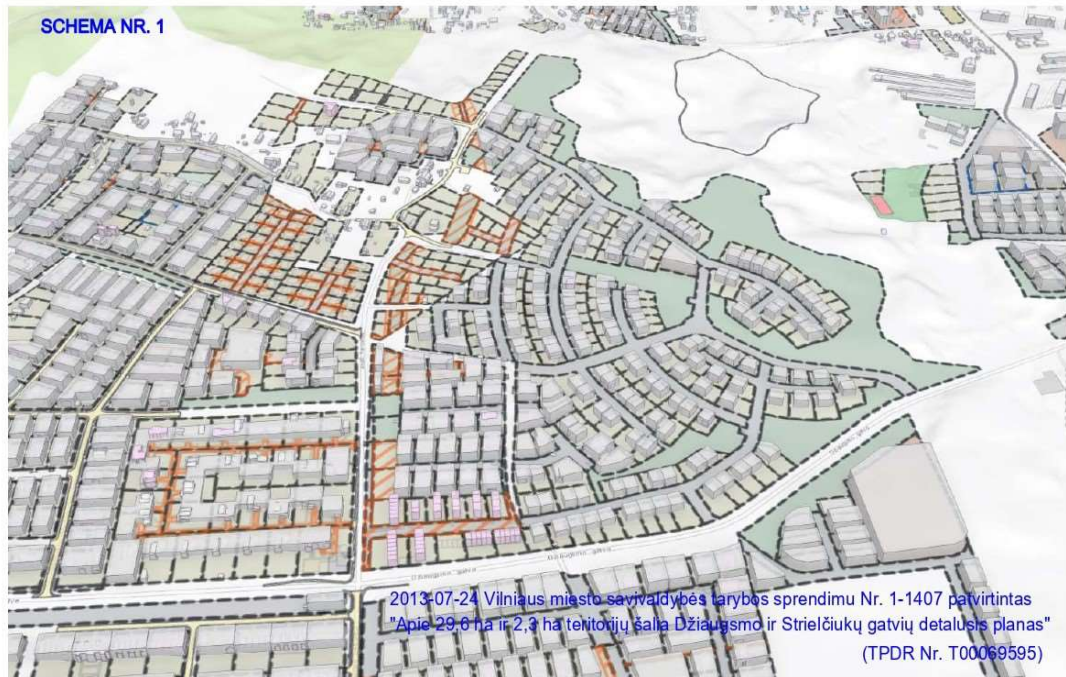 SCHEMA NR. 1
2013-07-24 Vilniaus miesto savivaldybės tarybos sprendimu Nr. 1-1407 patvirtintas
"Apie 29,6 ha ir 2,3 ha teritorijų šalia Džiaugsmo ir Strielčiukų gatvių detalusis planas"
(TPDR Nr. T00069595)